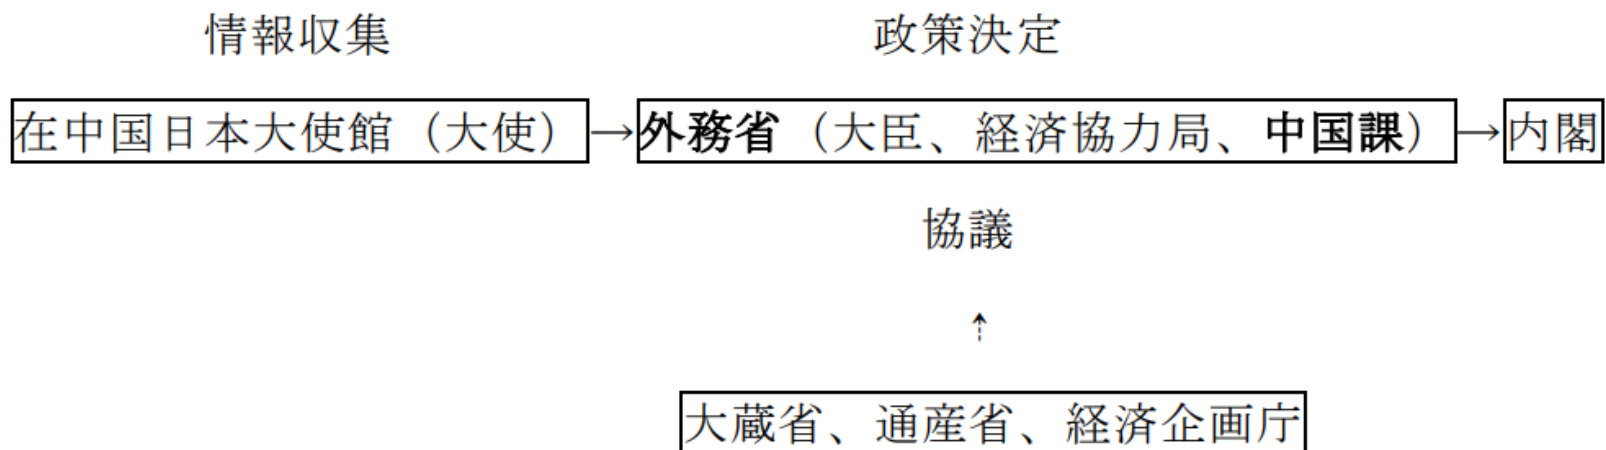 情報収集 政策決定
在中国日本大使館（大使）→外務省（大臣、経済協力局、中国課）→内閣
協議
⇡
大蔵省、通産省、経済企画庁